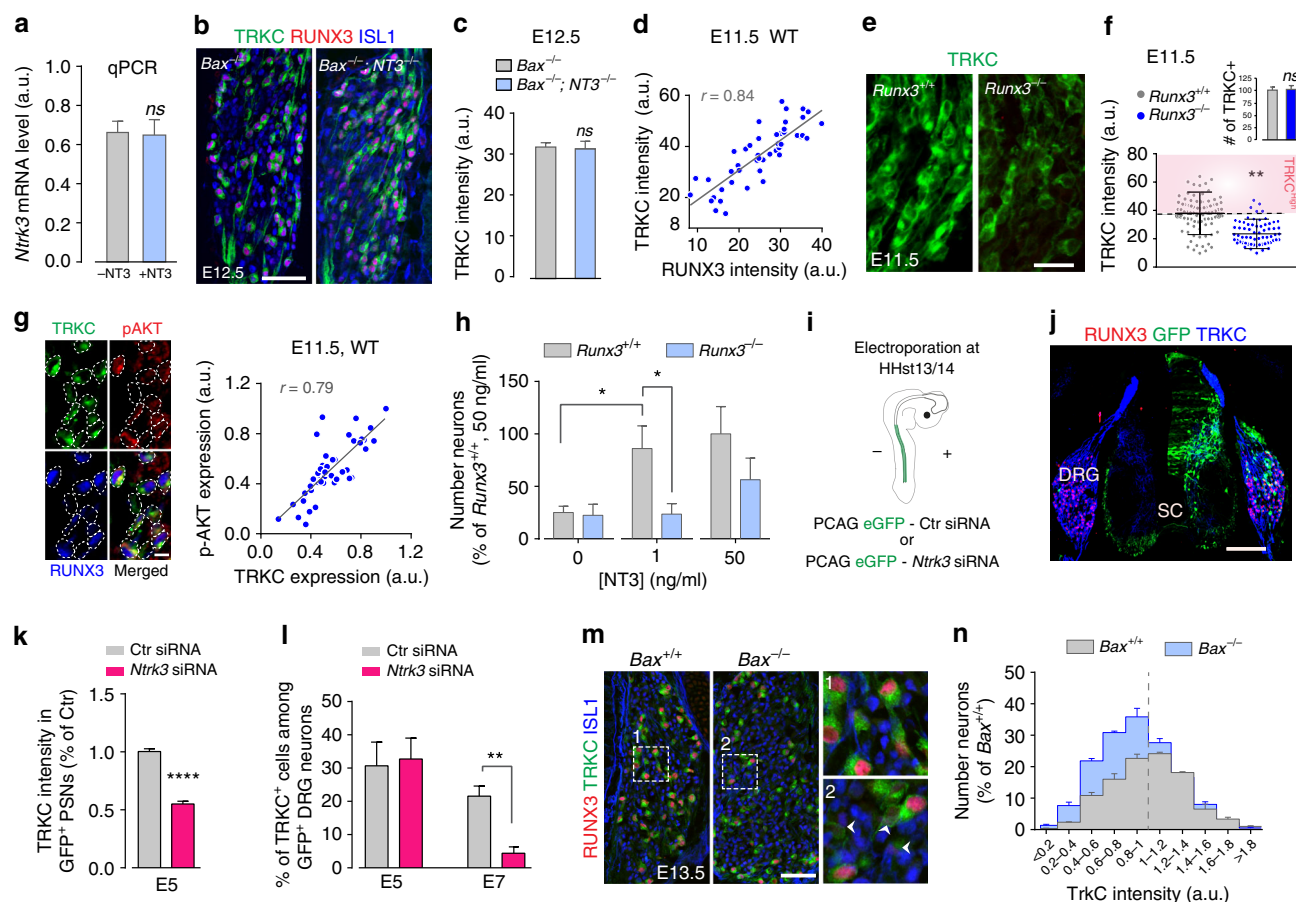 a
qPCR
Ntrk3 mRNA level (a.u.)
1.0
0.8
0.6
0.4
0.2
0.0
ns
–NT3 +NT3
b
TRKC RUNX3 ISL1
Bax–/–
Bax–/–; NT3–/–
E12.5
c
E12.5
Bax–/–
Bax–/–; NT3–/–
TRKC intensity (a.u.)
40
30
20
10
0
ns
d
E11.5 WT
r = 0.84
TRKC intensity (a.u.)
60
50
40
30
20
8
10 20 30 40
RUNX3 intensity (a.u.)
e
TRKC
Runx3+/+
Runx3–/–
E11.5
f
E11.5
Runx3+/+
Runx3–/–
# of TRKC+
125
100
75
50
25
0
ns
TRKC intensity (a.u.)
80
60
40
20
0
**
TRKChigh
g
TRKC
pAKT
RUNX3
Merged
E11.5, WT
r = 0.79
p-AKT expression (a.u.)
1.2
0.8
0.4
0.0
0.0 0.4 0.8 1.2
TRKC expression (a.u.)
h
Runx3+/+
Runx3–/–
Number neurons
(% of Runx3+/+, 50 ng/ml)
150
100
50
0
*
*
0 1 50
[NT3] (ng/ml)
i
Electroporation at
HHst13/14
– +
PCAG eGFP - Ctr siRNA
or
PCAG eGFP - Ntrk3 siRNA
j
RUNX3 GFP TRKC
DRG
SC
k
Ctr siRNA
Ntrk3 siRNA
TRKC intensity in
GFP+ PSNs (% of Ctr)
1.5
1.0
0.5
0.0
****
E5
l
Ctr siRNA
Ntrk3 siRNA
% of TRKC+ cells among
GFP+ DRG neurons
50
40
30
20
10
0
**
E5 E7
m
Bax+/+
Bax–/–
RUNX3 TRKC ISL1
1
2
E13.5
1
2
n
Bax+/+
Bax–/–
Number neurons
(% of Bax+/+)
50
40
30
20
10
0
<0.2 0.2–0.4 0.4–0.6 0.6–0.8 0.8–1 1–1.2 1.2–1.4 1.4–1.6 1.6–1.8 >1.8
TrkC intensity (a.u.)